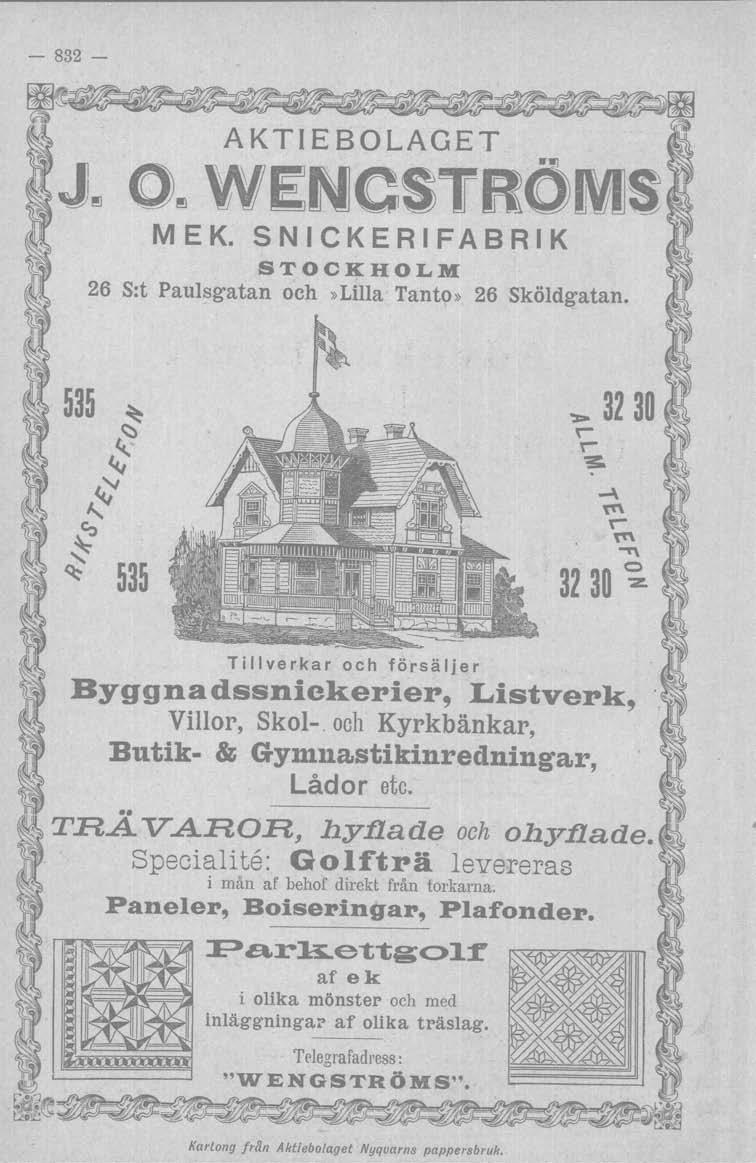 — 832 —
AKTIEBOLAGET
J. O. WENGSTRÖMS
MEK. SNICKERIFABRIK
STOCKHOLM
26 S:t Paulsgatan och »Lilla Tanto» 26 Sköldgatan.
535 RIKSTELEFON 535
32 30 ALLM. TELEFON 32 30
Tillverkar och försäljer
Byggnadssnickerier, Listverk,
Villor, Skol- och Kyrkbänkar,
Butik- & Gymnastikinredningar,
Lådor etc.
TRÄVAROR, hyflade och ohyflade.
Specialité: Golfträ levereras
i mån af behof direkt från torkarna.
Paneler, Boiseringar, Plafonder.
Parkettgolf
af ek
i olika mönster och med
inläggningar af olika träslag.
Telegrafadress:
"WENGSTRÖMS".
Kartong från Aktiebolaget Nyqvarns pappersbruk.